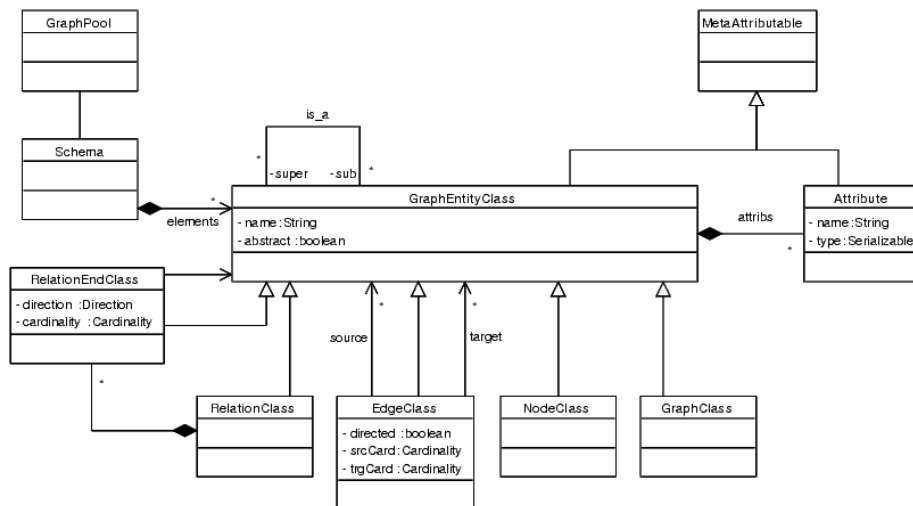 GraphPool
MetaAttributable
is_a
Schema
*
- super
- sub
*
*
elements
GraphEntityClass
- name :String
- abstract :boolean
attribs
*
Attribute
- name :String
- type :Serializable
RelationEndClass
- direction :Direction
- cardinality :Cardinality
source
*
*
target
*
RelationClass
EdgeClass
- directed :boolean
- srcCard :Cardinality
- trgCard :Cardinality
NodeClass
GraphClass